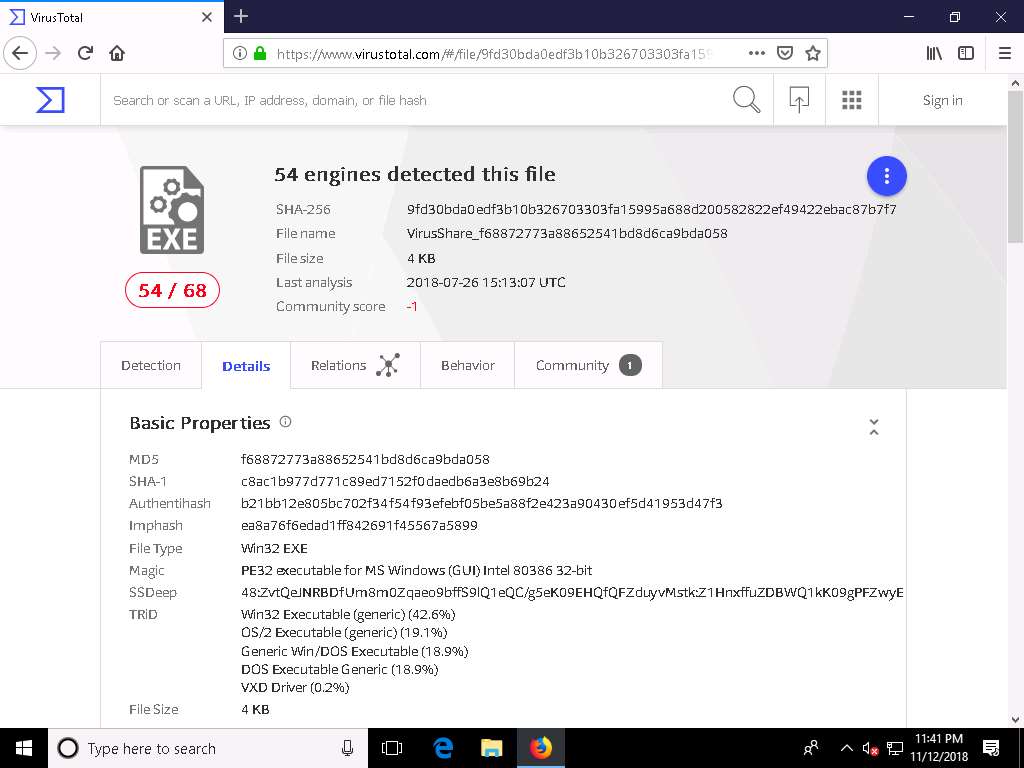 VirusTotal
https://www.virustotal.com/#/file/9fd30bda0edf3b10b326703303fa159
Search or scan a URL, IP address, domain, or file hash
Sign in
EXE
54 / 68
54 engines detected this file
SHA-256 9fd30bda0edf3b10b326703303fa15995a688d200582822ef49422ebac87b7f7
File name VirusShare_f68872773a88652541bd8d6ca9bda058
File size 4 KB
Last analysis 2018-07-26 15:13:07 UTC
Community score -1
Detection Details Relations Behavior Community 1
Basic Properties
MD5 f68872773a88652541bd8d6ca9bda058
SHA-1 c8ac1b977d771c89ed7152f0daedb6a3e8b69b24
Authentihash b21bb12e805bc702f34f54f93efebf05be5a88f2e423a90430ef5d41953d47f3
Imphash ea8a76f6edad1ff842691f45567a5899
File Type Win32 EXE
Magic PE32 executable for MS Windows (GUI) Intel 80386 32-bit
SSDeep 48:ZvtQeJNRBDfUm8m0Zqaeo9bffS9lQ1eQC/g5eK09EHQfQFZduyvMstk:Z1HnxffuZDBWQ1kK09gPFZwyE
TRiD Win32 Executable (generic) (42.6%)
OS/2 Executable (generic) (19.1%)
Generic Win/DOS Executable (18.9%)
DOS Executable Generic (18.9%)
VXD Driver (0.2%)
File Size 4 KB
Type here to search
11:41 PM
11/12/2018